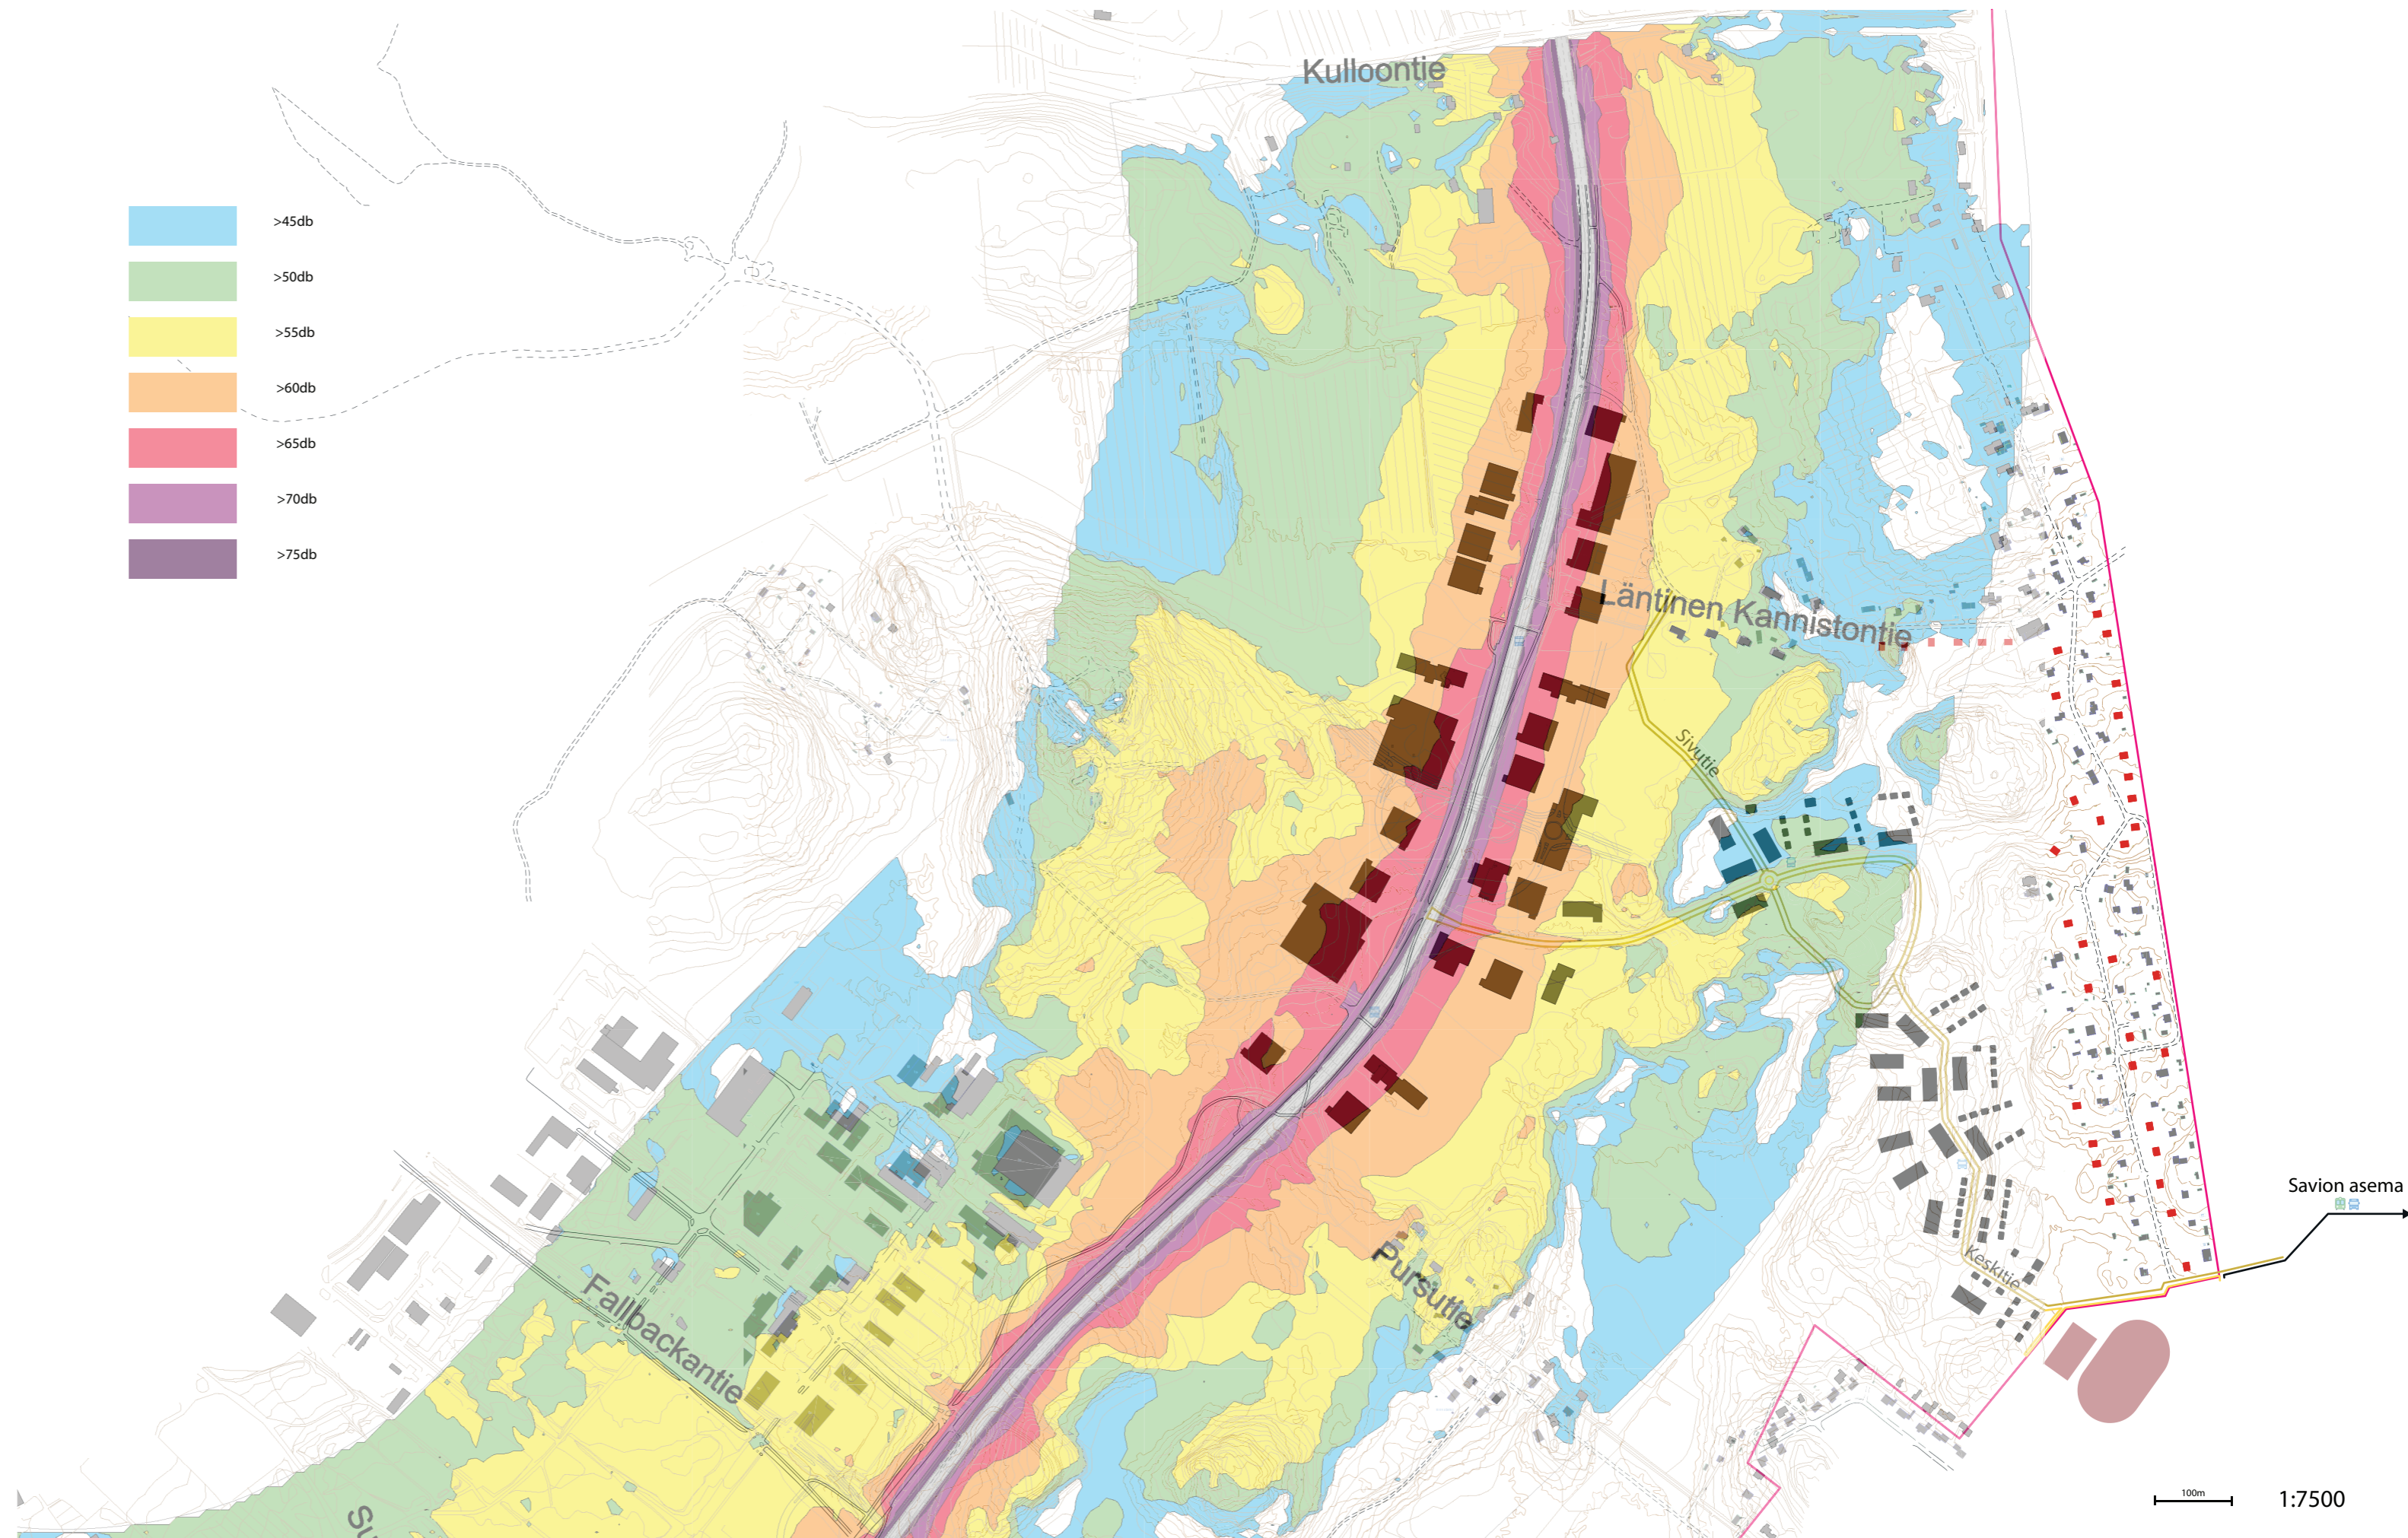 Kulloontie
>45db
>50db
>55db
>60db
>65db
>70db
>75db
Läntinen Kannistontie
Sivutie
Savion asema
Keskitie
Pursutie
Fallbackantie
Su
100m
1:7500